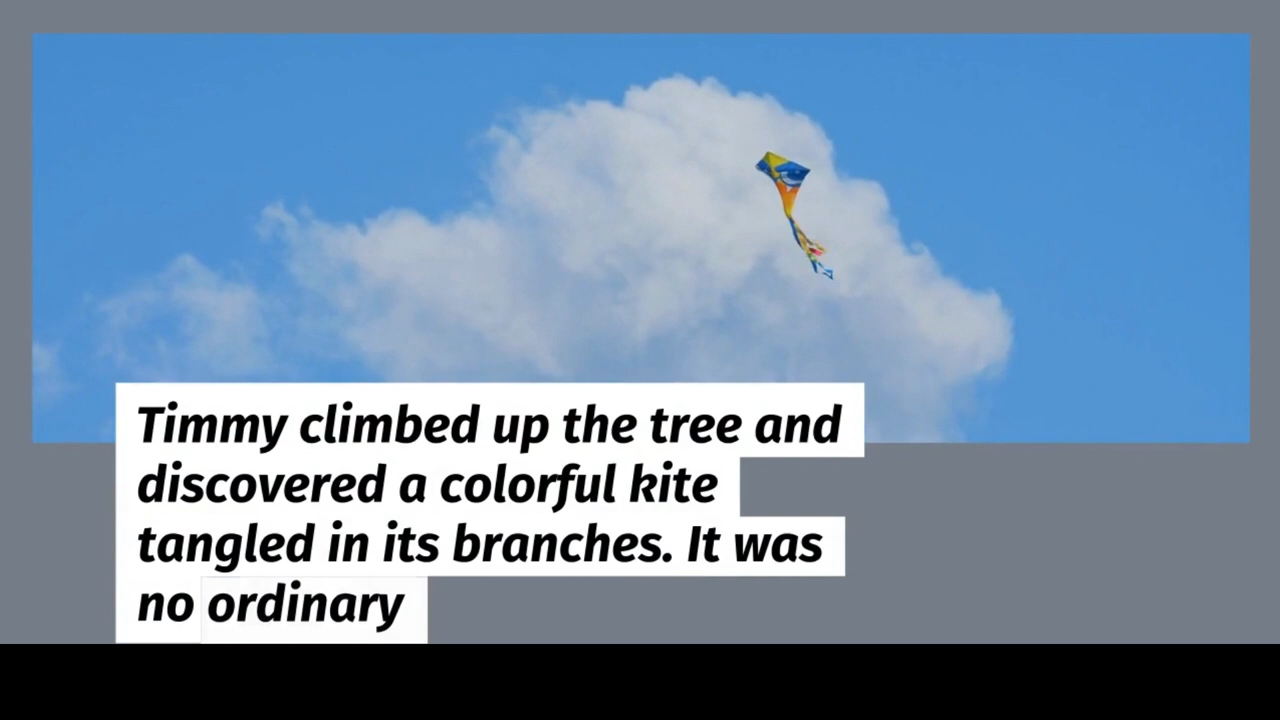 Timmy climbed up the tree and
discovered a colorful kite
tangled in its branches. It was
no ordinary